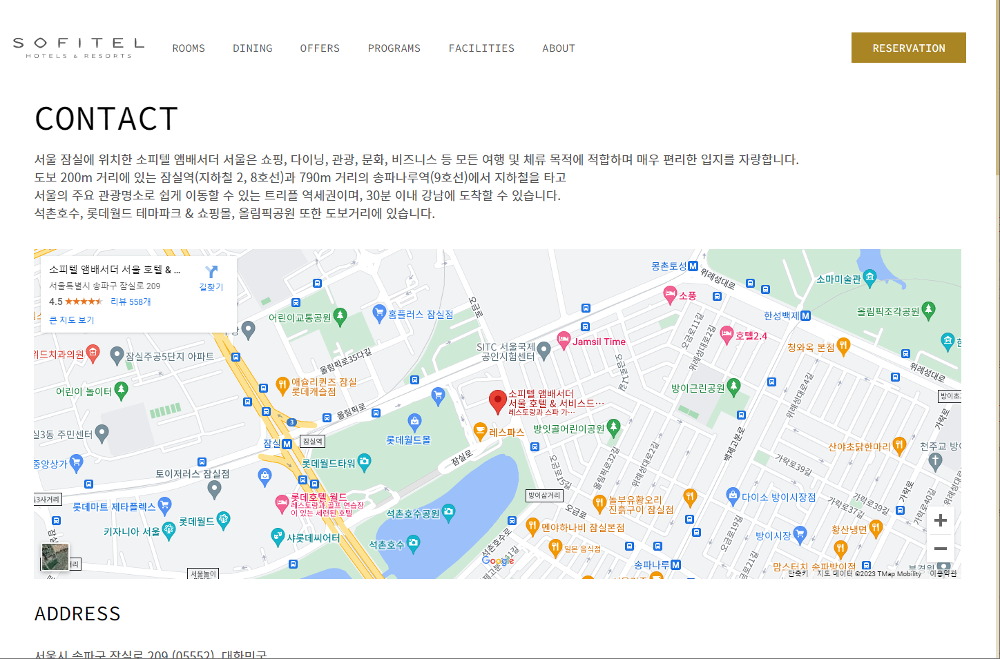 SOFITEL
HOTELS & RESORTS
ROOMS
DINING
OFFERS
PROGRAMS
FACILITIES
ABOUT
RESERVATION
CONTACT
서울 잠실에 위치한 소피텔 앰배서더 서울은 쇼핑, 다이닝, 관광, 문화, 비즈니스 등 모든 여행 및 체류 목적에 적합하며 매우 편리한 입지를 자랑합니다.
도보 200m 거리에 있는 잠실역(지하철 2, 8호선)과 790m 거리의 송파나루역(9호선)에서 지하철을 타고
서울의 주요 관광명소로 쉽게 이동할 수 있는 트리플 역세권이며, 30분 이내 강남에 도착할 수 있습니다.
석촌호수, 롯데월드 테마파크 & 쇼핑몰, 올림픽공원 또한 도보거리에 있습니다.
소피텔 앰배서더 서울 호텔 & ...
길찾기
서울특별시 송파구 잠실로 209
4.5
리뷰 558개
큰 지도 보기
몽촌토성
위례성대로
소마미술관
소풍
오금로
어린이교통공원
홈플러스 잠실점
한성백제
올림픽조각공원
오금로11길
위례성대로2길
호텔2.4
Jamsil Time
SITC 서울국제
공인시험센터
청와옥 본점
워드치과의원
잠실주공5단지 아파트
올림픽로35다길
위례성대로
애슐리퀸즈 잠실
롯데캐슬점
방이근린공원
위례성대로4길
어린이 놀이터
소피텔 앰배서더
서울 호텔 & 서비스드...
레스토랑과 스파 가...
올림픽로
3
가락로
롯데월드몰
레스파스
방잇골어린이공원
실3동 주민센터
잠실
잠실역
백제고분로
산야초닭한마리
천주교 방
잠실로
올림픽로32길
위례성대로2길
가락로39길
중앙상가
롯데월드타워
오금로15길
토이저러스 잠실점
3사거리
롯데호텔 월드
레스토랑과 골프 연습장
이 있는 세련된 호텔
방이삼거리
놀부유황오리
진흙구이 잠실점
다이소 방이시장점
가락로
롯데마트 제타플렉스
석촌호수공원
오금로
가락로37길
가락로39길
가락로40길
롯데월드
키자니아 서울
샤롯데씨어터
멘야하나비 잠실본점
방이시장
황산냉면
오금로19길
석촌호수
석촌호수로
일본 음식점
오금로21길
Google
송파나루
맘스터치 송파방이점
서울놀이
단축키
지도 데이터 ©2023 TMap Mobility
이용약관
ADDRESS
서울시 송파구 잠실로 209 (05552), 대한민국